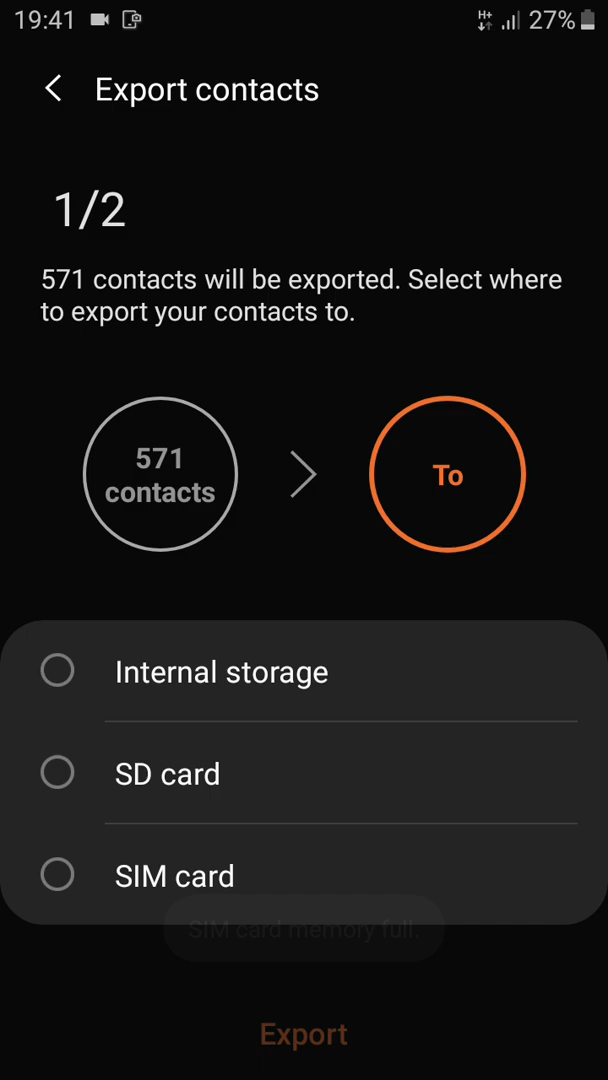 19:41 H+ 27%
Export contacts
1/2
571 contacts will be exported. Select where
to export your contacts to.
571
contacts
To
Internal storage
SD card
SIM card
SIM card memory full.
Export